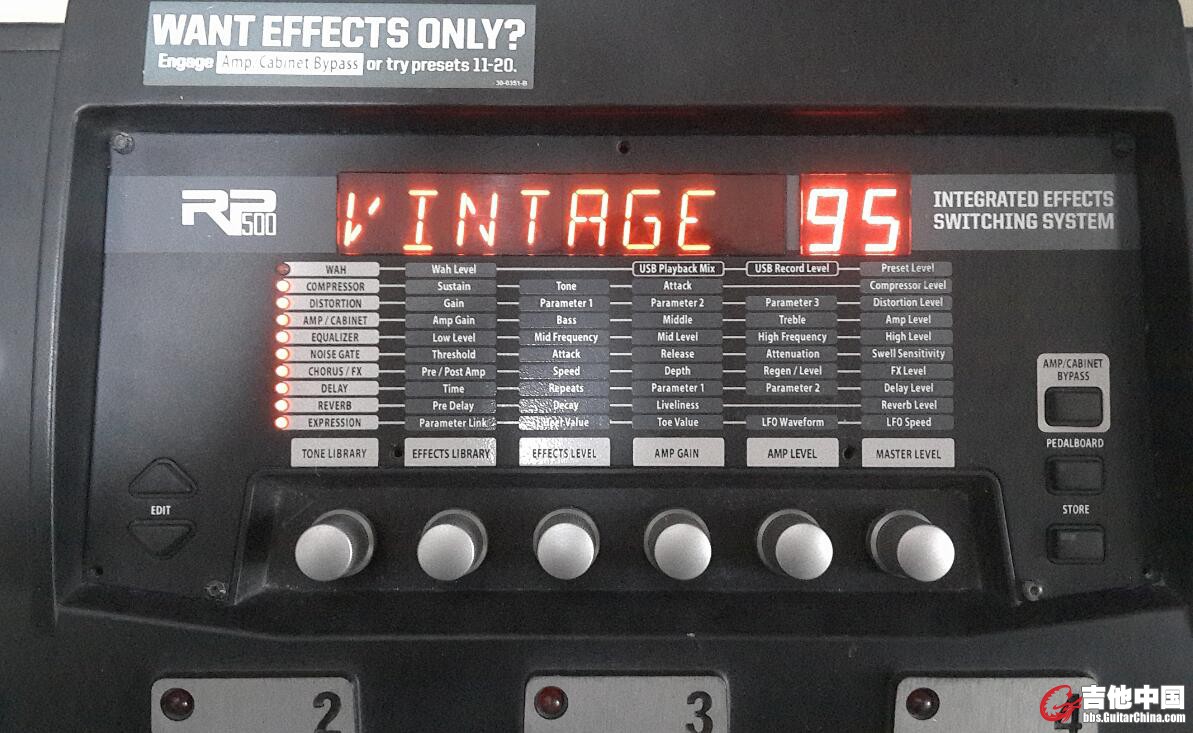 WANT EFFECTS ONLY?
Engage Amp/Cabinet Bypass or try presets 11-20.
RP500
VINTAGE 95
INTEGRATED EFFECTS
SWITCHING SYSTEM
WAH Wah Level USB Playback Mix USB Record Level Preset Level
COMPRESSOR Sustain Tone Attack Compressor Level
DISTORTION Gain Parameter 1 Parameter 2 Parameter 3 Distortion Level
AMP / CABINET Amp Gain Bass Middle Treble Amp Level
EQUALIZER Low Level Mid Frequency Mid Level High Frequency High Level
NOISE GATE Threshold Attack Release Attenuation Swell Sensitivity
CHORUS / FX Pre / Post Amp Speed Depth Regen / Level FX Level
DELAY Time Repeats Parameter 1 Parameter 2 Delay Level
REVERB Pre Delay Decay Liveliness Reverb Level
EXPRESSION Parameter Link Heel Value Toe Value LFO Waveform LFO Speed
TONE LIBRARY EFFECTS LIBRARY EFFECTS LEVEL AMP GAIN AMP LEVEL MASTER LEVEL
AMP/CABINET
BYPASS
PEDALBOARD
EDIT
STORE
2 3 4
吉他中国
bbs.GuitarChina.com